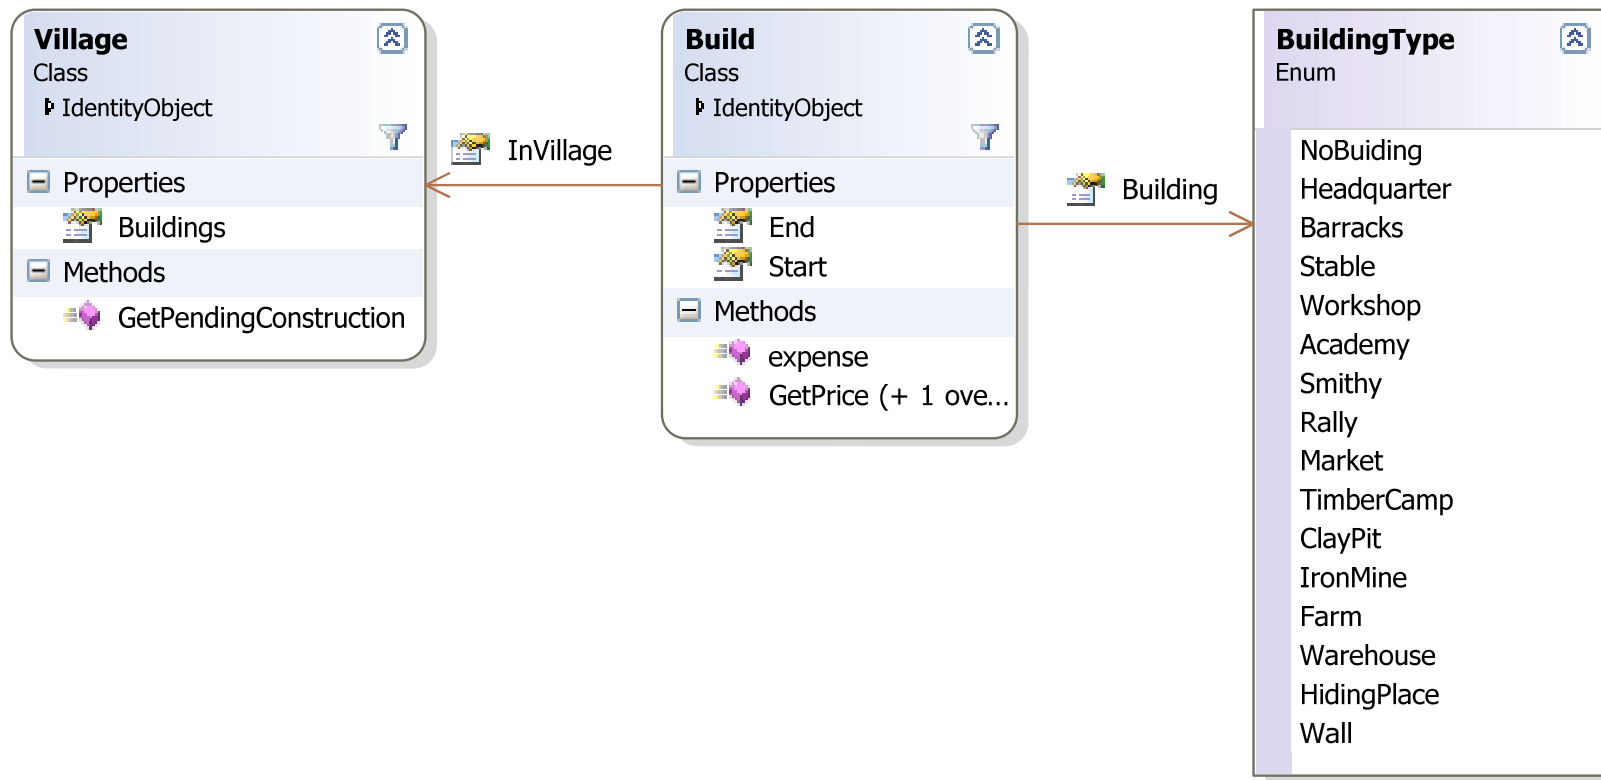 Village
Class
IdentityObject
Properties
Buildings
Methods
GetPendingConstruction
InVillage
Build
Class
IdentityObject
Properties
End
Start
Methods
expense
GetPrice (+ 1 ove...
Building
BuildingType
Enum
NoBuiding
Headquarter
Barracks
Stable
Workshop
Academy
Smithy
Rally
Market
TimberCamp
ClayPit
IronMine
Farm
Warehouse
HidingPlace
Wall